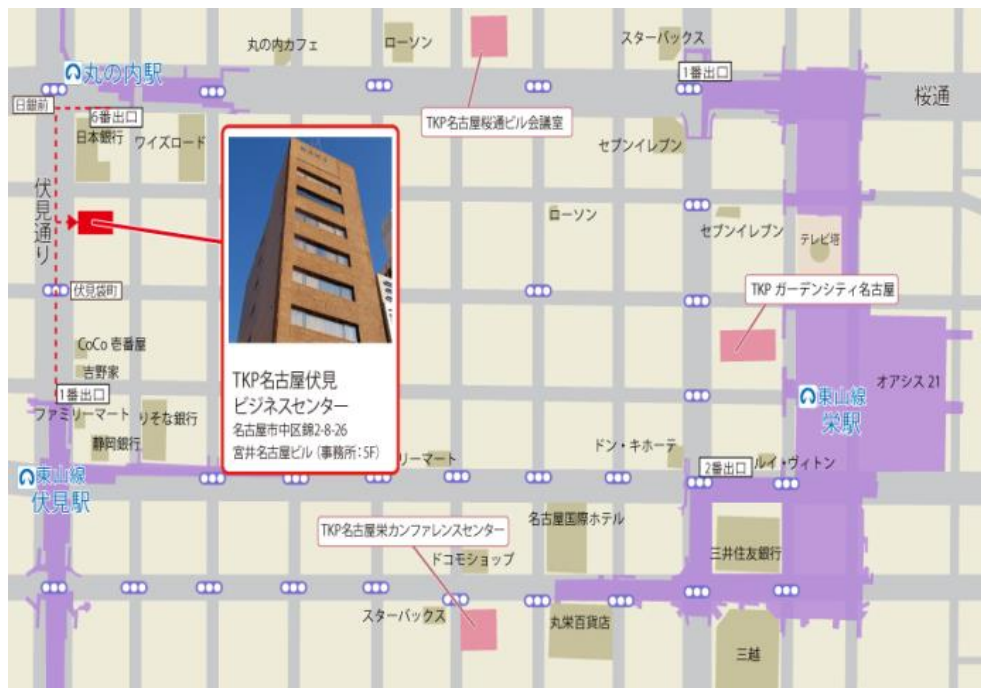 丸の内カフェ
ローソン
スターバックス
丸の内駅
1番出口
桜通
日銀前
6番出口
TKP名古屋桜通ビル会議室
日本銀行
ワイズロード
セブンイレブン
伏見通り
ローソン
セブンイレブン
テレビ塔
伏見袋町
TKP ガーデンシティ名古屋
CoCo 壱番屋
吉野家
TKP名古屋伏見
ビジネスセンター
名古屋市中区錦2-8-26
宮井名古屋ビル (事務所:5F)
オアシス 21
1番出口
東山線
栄駅
ファミリーマート
りそな銀行
静岡銀行
リーマート
ドン・キホーテ
2番出口
ルイ・ヴィトン
東山線
伏見駅
TKP名古屋栄カンファレンスセンター
名古屋国際ホテル
ドコモショップ
三井住友銀行
スターバックス
丸栄百貨店
三越